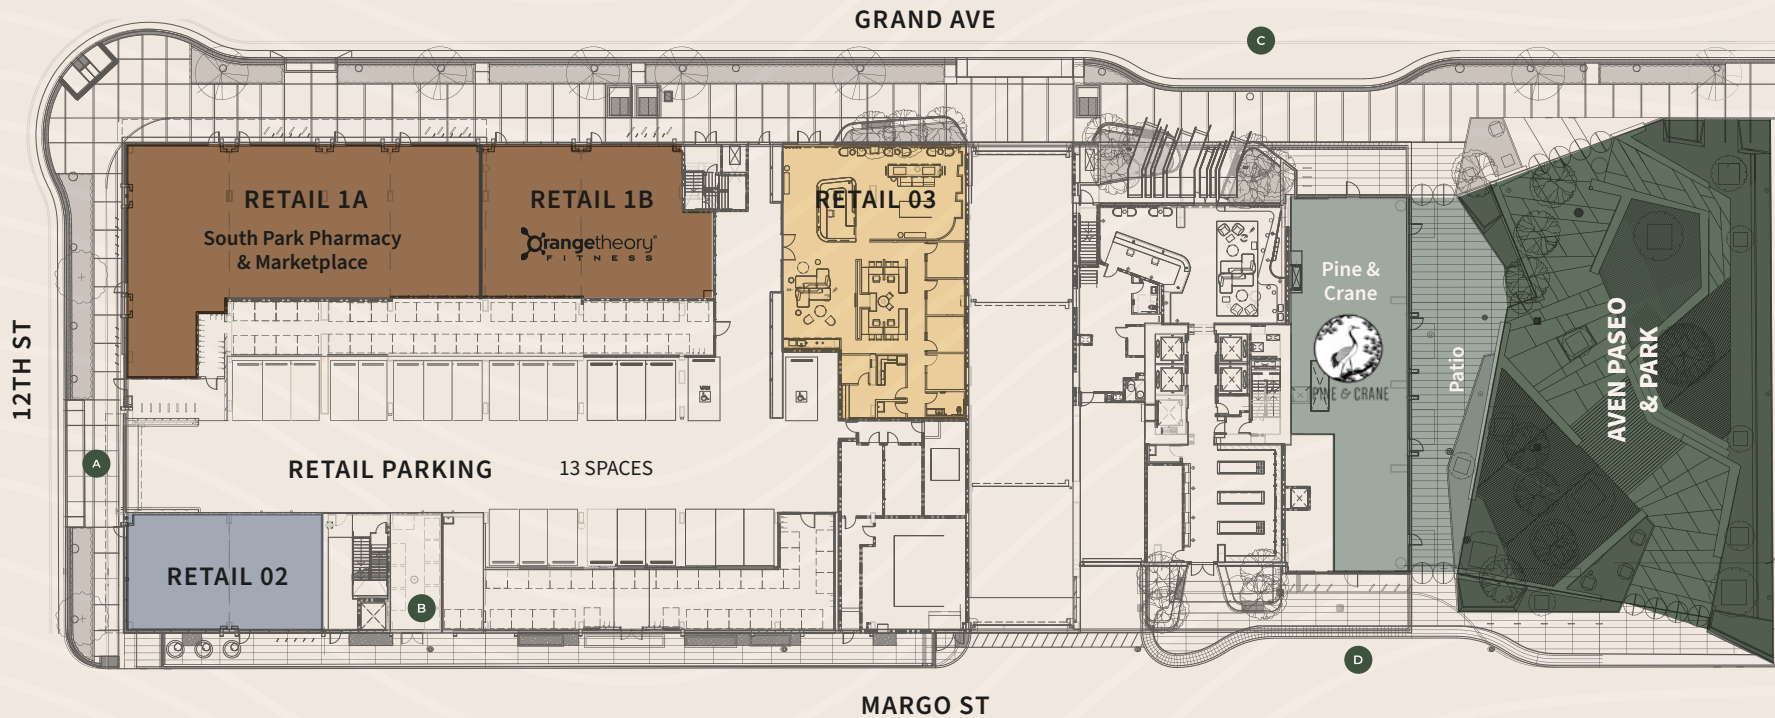 GRAND AVE
C
RETAIL 1A
South Park Pharmacy
& Marketplace
RETAIL 1B
Orangetheory®
FITNESS
RETAIL 03
Pine &
Crane
PINE & CRANE
Patio
AVEN PASEO
& PARK
12TH ST
A
RETAIL PARKING
13 SPACES
RETAIL 02
B
D
MARGO ST